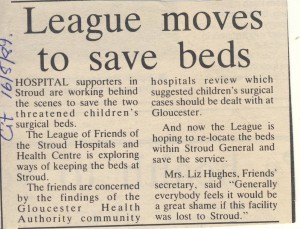 League moves
to save beds
HOSPITAL supporters in
Stroud are working behind
the scenes to save the two
threatened children's
surgical beds.
The League of Friends of
the Stroud Hospitals and
Health Centre is exploring
ways of keeping the beds at
Stroud.
The friends are concerned
by the findings of the
Gloucester Health
Authority community
hospitals review which
suggested children's surgical
cases should be dealt with at
Gloucester.
And now the League is
hoping to re-locate the beds
within Stroud General and
save the service.
Mrs. Liz Hughes, Friends'
secretary, said "Generally
everybody feels it would be
a great shame if this facility
was lost to Stroud."
Cit 16/5/89.